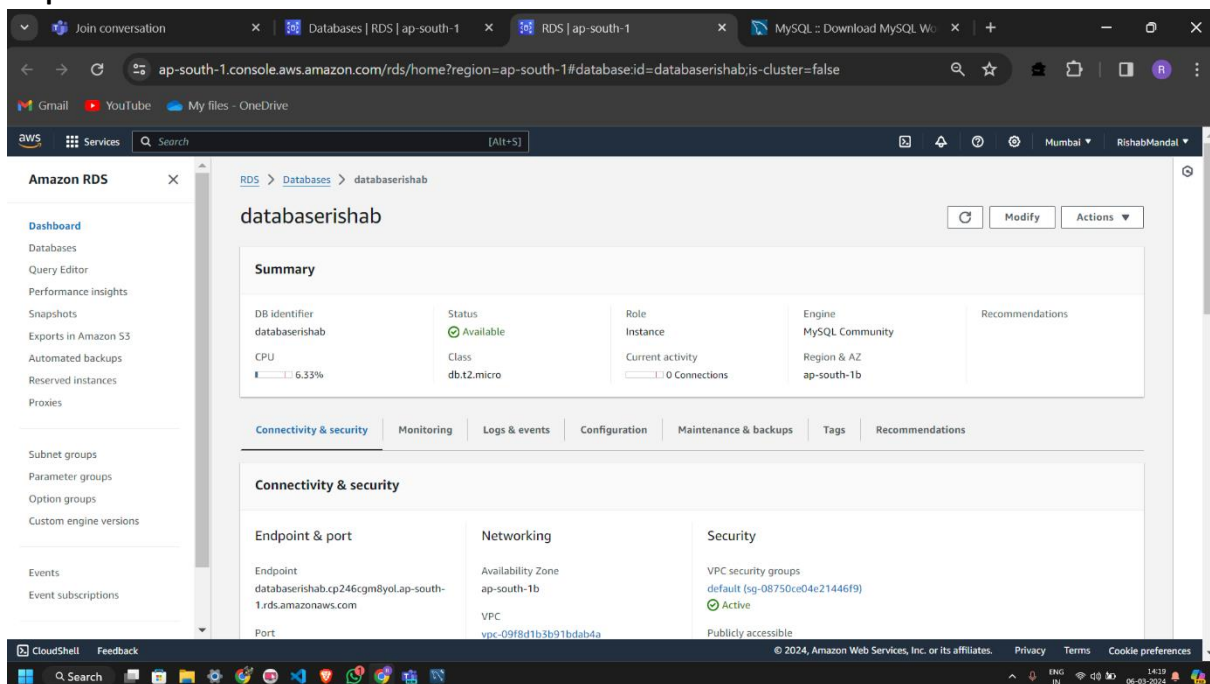 Join conversation
Databases | RDS | ap-south-1
RDS | ap-south-1
MySQL :: Download MySQL Wo
ap-south-1.console.aws.amazon.com/rds/home?region=ap-south-1#database:id=databaserishab;is-cluster=false
R
Gmail YouTube My files - OneDrive
aws Services Search [Alt+S] Mumbai RishabMandal
Amazon RDS
Dashboard
Databases
Query Editor
Performance insights
Snapshots
Exports in Amazon S3
Automated backups
Reserved instances
Proxies
Subnet groups
Parameter groups
Option groups
Custom engine versions
Events
Event subscriptions
RDS > Databases > databaserishab
databaserishab
Modify Actions
Summary
DB identifier Status Role Engine Recommendations
databaserishab Available Instance MySQL Community
CPU Class Current activity Region & AZ
6.33% db.t2.micro 0 Connections ap-south-1b
Connectivity & security Monitoring Logs & events Configuration Maintenance & backups Tags Recommendations
Connectivity & security
Endpoint & port Networking Security
Endpoint Availability Zone VPC security groups
databaserishab.cp246cgm8yol.ap-south- ap-south-1b default (sg-08750ce04e21446f9)
1.rds.amazonaws.com Active
VPC
Port vpc-09f8d1b3b91bdab4a Publicly accessible
CloudShell Feedback © 2024, Amazon Web Services, Inc. or its affiliates. Privacy Terms Cookie preferences
Search ENG 14:19
IN 06-03-2024